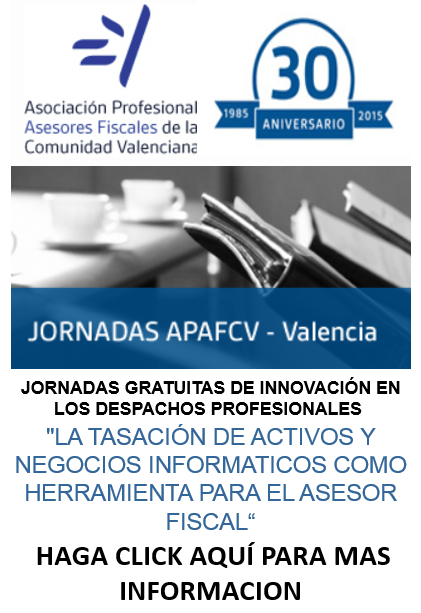 Asociación Profesional
Asesores Fiscales de la
Comunidad Valenciana
30
1985
ANIVERSARIO
2015
JORNADAS APAFCV - Valencia
JORNADAS GRATUITAS DE INNOVACIÓN EN
LOS DESPACHOS PROFESIONALES
"LA TASACIÓN DE ACTIVOS Y
NEGOCIOS INFORMATICOS COMO
HERRAMIENTA PARA EL ASESOR
FISCAL“
HAGA CLICK AQUÍ PARA MAS
INFORMACION